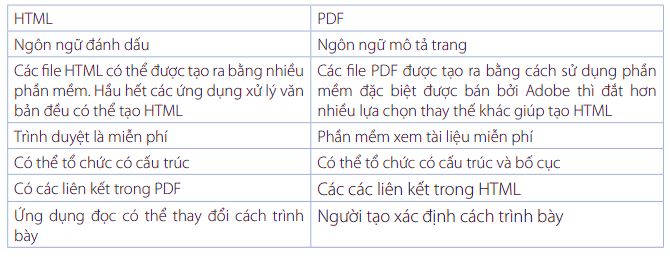 HTML
PDF
Ngôn ngữ đánh dấu
Ngôn ngữ mô tả trang
Các file HTML có thể được tạo ra bằng nhiều
phần mềm. Hầu hết các ứng dụng xử lý văn
bản đều có thể tạo HTML
Các file PDF được tạo ra bằng cách sử dụng phần
mềm đặc biệt được bán bởi Adobe thì đắt hơn
nhiều lựa chọn thay thế khác giúp tạo HTML
Trình duyệt là miễn phí
Phần mềm xem tài liệu miễn phí
Có thể tổ chức có cấu trúc
Có thể tổ chức có cấu trúc và bố cục
Có các liên kết trong PDF
Các các liên kết trong HTML
Ứng dụng đọc có thể thay đổi cách trình
bày
Người tạo xác định cách trình bày